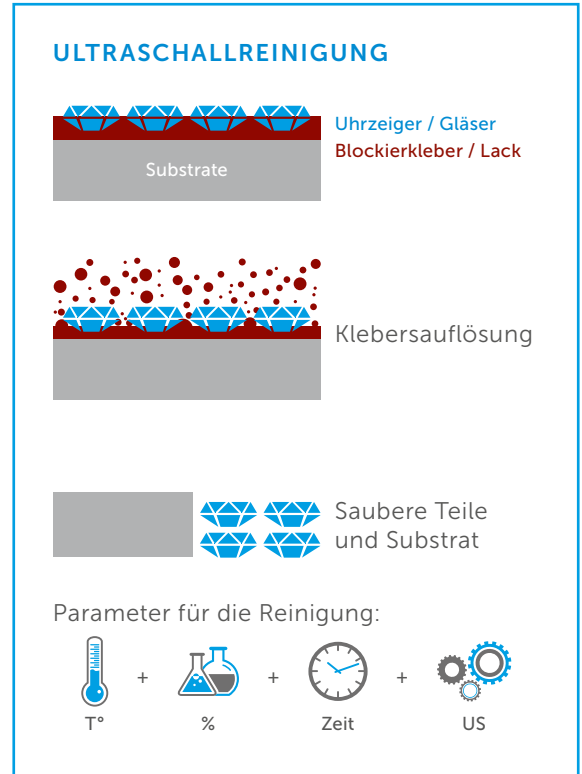 ULTRASCHALLREINIGUNG
Uhrzeiger / Gläser
Blockierkleber / Lack
Substrate
Klebersauflösung
Saubere Teile
und Substrat
Parameter für die Reinigung:
+ + +
T° % Zeit US